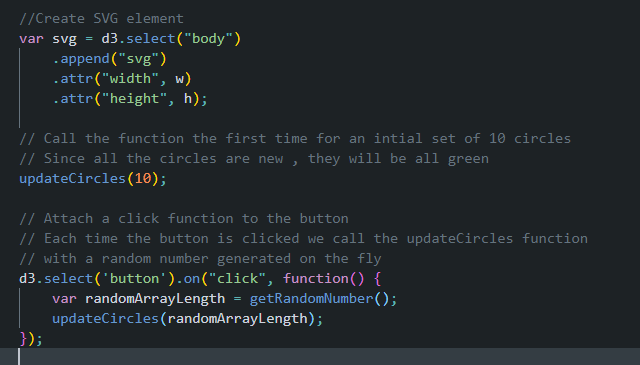 //Create SVG element
var svg = d3.select("body")
    .append("svg")
    .attr("width", w)
    .attr("height", h);
// Call the function the first time for an intial set of 10 circles
// Since all the circles are new , they will be all green
updateCircles(10);
// Attach a click function to the button
// Each time the button is clicked we call the updateCircles function
// with a random number generated on the fly
d3.select('button').on("click", function() {
    var randomArrayLength = getRandomNumber();
    updateCircles(randomArrayLength);
});